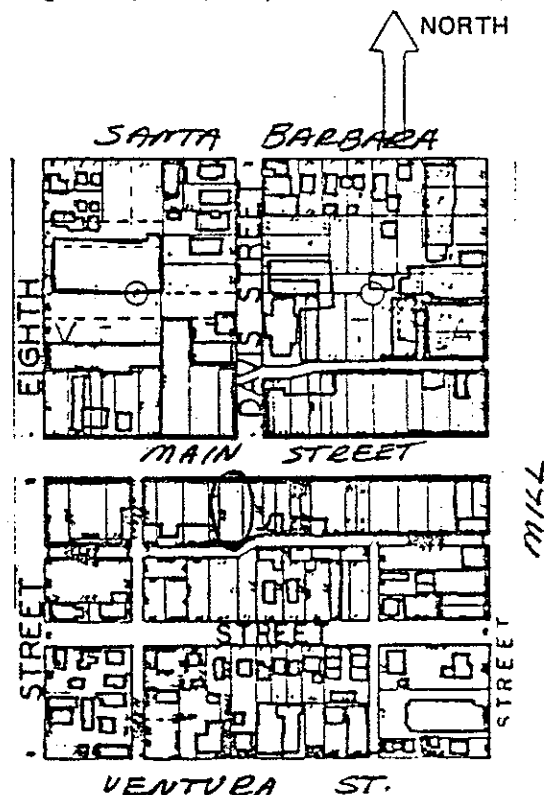 NORTH
SANTA BARBARA
EIGHTH
DAVIS STREET
MAIN STREET
MILL
STREET
STREET
STREET
VENTURA ST.